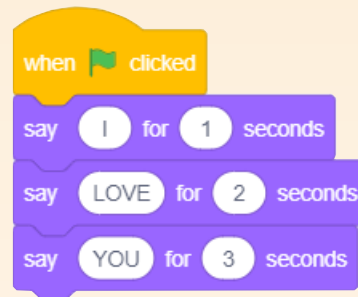 when clicked
say I for 1 seconds
say LOVE for 2 seconds
say YOU for 3 seconds